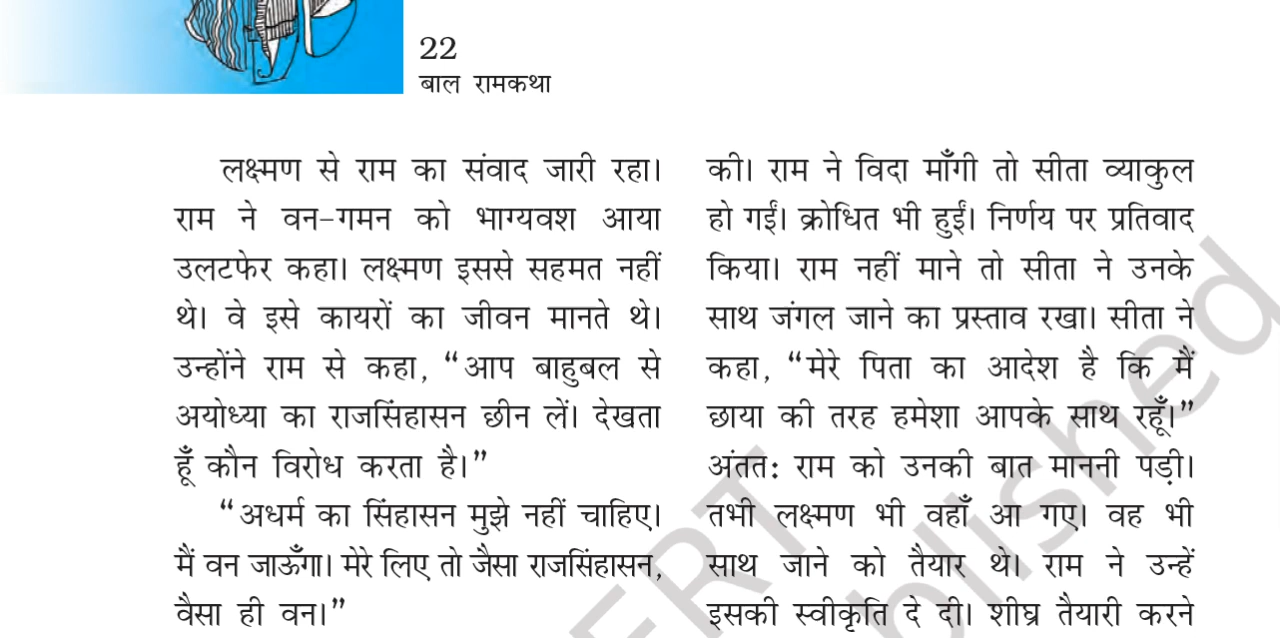 22
बाल रामकथा
लक्ष्मण से राम का संवाद जारी रहा।
राम ने वन-गमन को भाग्यवश आया
उलटफेर कहा। लक्ष्मण इससे सहमत नहीं
थे। वे इसे कायरों का जीवन मानते थे।
उन्होंने राम से कहा, “आप बाहुबल से
अयोध्या का राजसिंहासन छीन लें। देखता
हूँ कौन विरोध करता है।”
“अधर्म का सिंहासन मुझे नहीं चाहिए।
मैं वन जाऊँगा। मेरे लिए तो जैसा राजसिंहासन,
वैसा ही वन।”
की। राम ने विदा माँगी तो सीता व्याकुल
हो गईं। क्रोधित भी हुईं। निर्णय पर प्रतिवाद
किया। राम नहीं माने तो सीता ने उनके
साथ जंगल जाने का प्रस्ताव रखा। सीता ने
कहा, “मेरे पिता का आदेश है कि मैं
छाया की तरह हमेशा आपके साथ रहूँ।”
अंततः राम को उनकी बात माननी पड़ी।
तभी लक्ष्मण भी वहाँ आ गए। वह भी
साथ जाने को तैयार थे। राम ने उन्हें
इसकी स्वीकृति दे दी। शीघ्र तैयारी करने